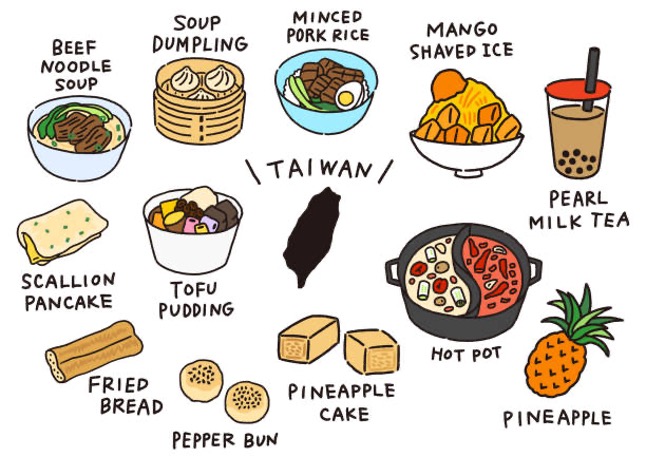 BEEF
NOODLE
SOUP
SOUP
DUMPLING
MINCED
PORK RICE
MANGO
SHAVED ICE
PEARL
MILK TEA
\ TAIWAN /
SCALLION
PANCAKE
TOFU
PUDDING
HOT POT
FRIED
BREAD
PEPPER BUN
PINEAPPLE
CAKE
PINEAPPLE